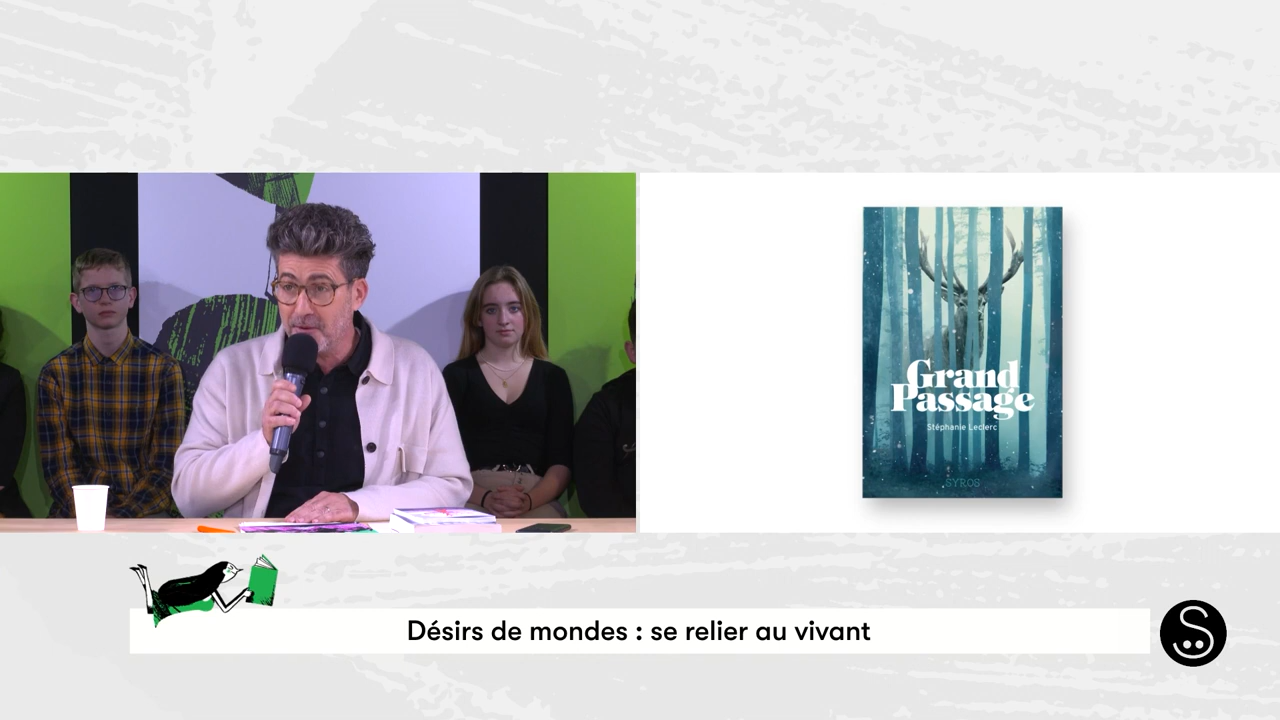 Grand
Passage
Stéphanie Leclerc
SYROS
Désirs de mondes : se relier au vivant